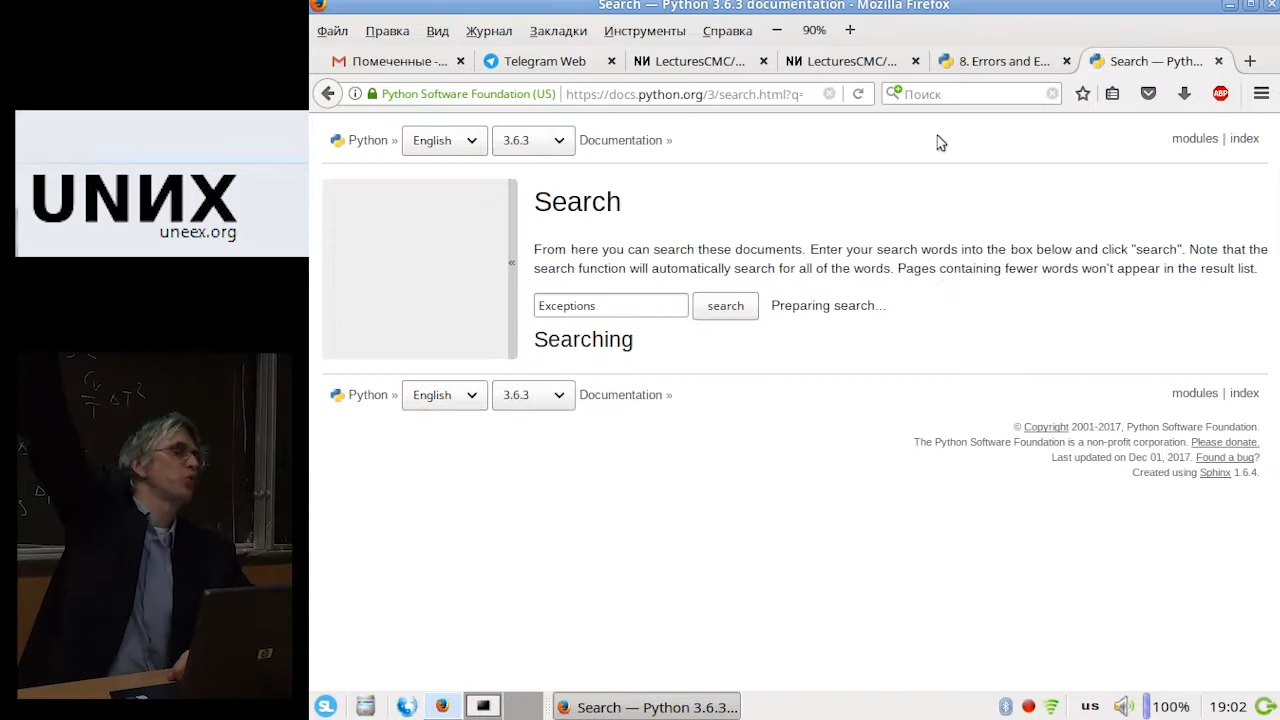 Search — Python 3.6.3 documentation - Mozilla Firefox
Файл Правка Вид Журнал Закладки Инструменты Справка − 90% +
Помеченные -... Telegram Web LecturesCMC/... LecturesCMC/... 8. Errors and E... Search — Pyth...
Python Software Foundation (US) https://docs.python.org/3/search.html?q= Поиск ABP
Python » English 3.6.3 Documentation » modules | index
UNИX
uneex.org
«
Search
From here you can search these documents. Enter your search words into the box below and click "search". Note that the
search function will automatically search for all of the words. Pages containing fewer words won't appear in the result list.
Exceptions search Preparing search...
Searching
Python » English 3.6.3 Documentation » modules | index
© Copyright 2001-2017, Python Software Foundation.
The Python Software Foundation is a non-profit corporation. Please donate.
Last updated on Dec 01, 2017. Found a bug?
Created using Sphinx 1.6.4.
SL Search — Python 3.6.3... us 100% 19:02
hp